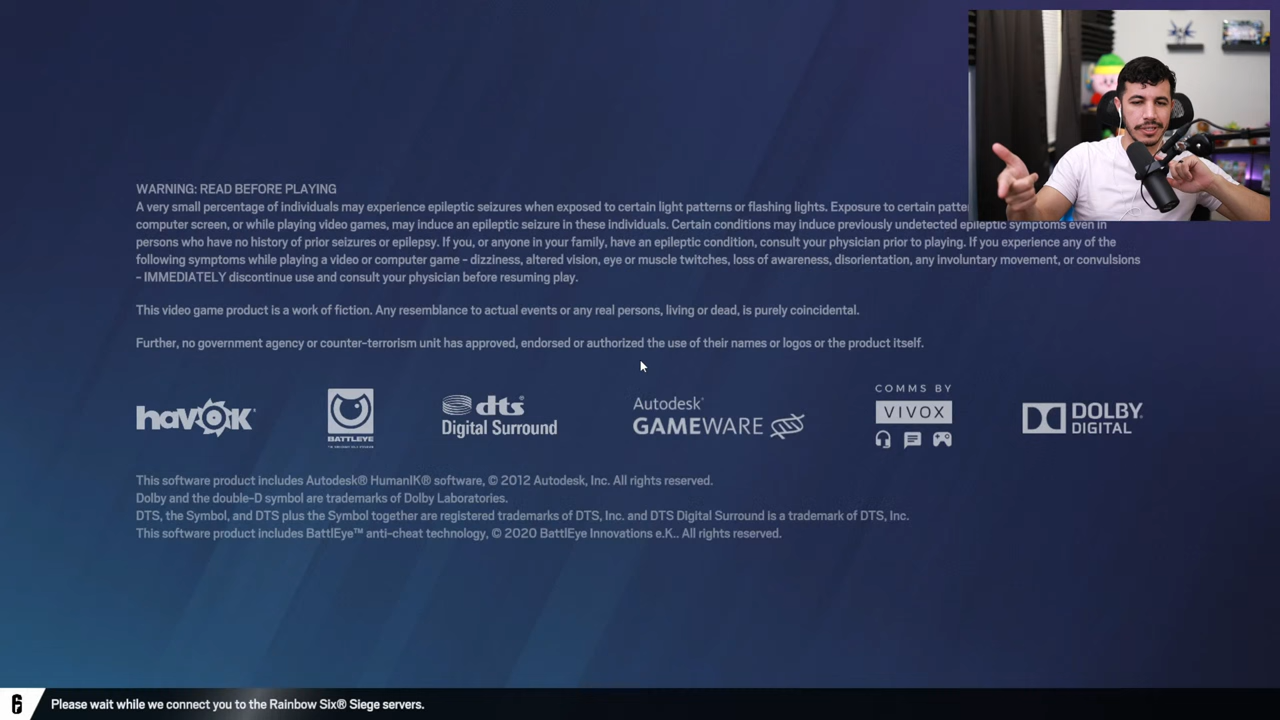 WARNING: READ BEFORE PLAYING
A very small percentage of individuals may experience epileptic seizures when exposed to certain light patterns or flashing lights. Exposure to certain
computer screen, or while playing video games, may induce an epileptic seizure in these individuals. Certain conditions may induce previously undetected epileptic symptoms even in
persons who have no history of prior seizures or epilepsy. If you, or anyone in your family, have an epileptic condition, consult your physician prior to playing. If you experience any of the
following symptoms while playing a video or computer game - dizziness, altered vision, eye or muscle twitches, loss of awareness, disorientation, any involuntary movement, or convulsions
- IMMEDIATELY discontinue use and consult your physician before resuming play.
This video game product is a work of fiction. Any resemblance to actual events or any real persons, living or dead, is purely coincidental.
Further, no government agency or counter-terrorism unit has approved, endorsed or authorized the use of their names or logos or the product itself.
havok
BATTLEYE
dts
Digital Surround
Autodesk®
GAMEWARE
COMMS BY
VIVOX
DOLBY
DIGITAL
This software product includes Autodesk® HumanIK® software, © 2012 Autodesk, Inc. All rights reserved.
Dolby and the double-D symbol are trademarks of Dolby Laboratories.
DTS, the Symbol, and DTS plus the Symbol together are registered trademarks of DTS, Inc. and DTS Digital Surround is a trademark of DTS, Inc.
This software product includes BattlEye™ anti-cheat technology, © 2020 BattlEye Innovations e.K.. All rights reserved.
6 Please wait while we connect you to the Rainbow Six® Siege servers.